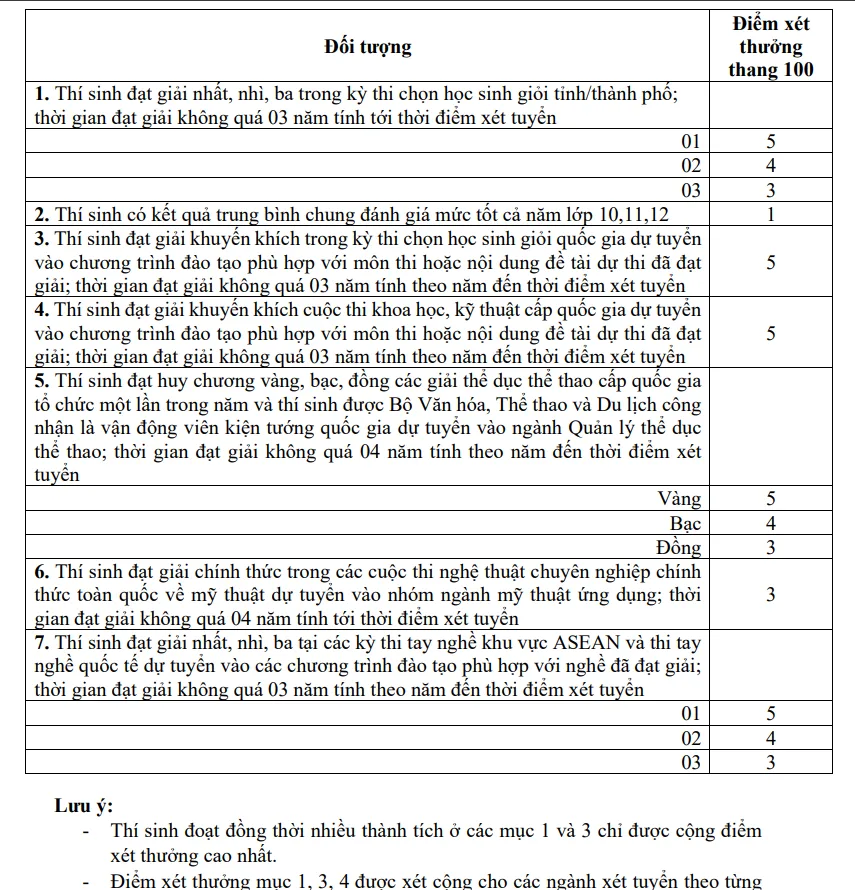 Đối tượng
Điểm xét
thưởng
thang 100
1. Thí sinh đạt giải nhất, nhì, ba trong kỳ thi chọn học sinh giỏi tỉnh/thành phố;
thời gian đạt giải không quá 03 năm tính tới thời điểm xét tuyển
01 5
02 4
03 3
2. Thí sinh có kết quả trung bình chung đánh giá mức tốt cả năm lớp 10,11,12 1
3. Thí sinh đạt giải khuyến khích trong kỳ thi chọn học sinh giỏi quốc gia dự tuyển
vào chương trình đào tạo phù hợp với môn thi hoặc nội dung đề tài dự thi đã đạt
giải; thời gian đạt giải không quá 03 năm tính theo năm đến thời điểm xét tuyển
5
4. Thí sinh đạt giải khuyến khích cuộc thi khoa học, kỹ thuật cấp quốc gia dự tuyển
vào chương trình đào tạo phù hợp với môn thi hoặc nội dung đề tài dự thi đã đạt
giải; thời gian đạt giải không quá 03 năm tính theo năm đến thời điểm xét tuyển
5
5. Thí sinh đạt huy chương vàng, bạc, đồng các giải thể dục thể thao cấp quốc gia
tổ chức một lần trong năm và thí sinh được Bộ Văn hóa, Thể thao và Du lịch công
nhận là vận động viên kiện tướng quốc gia dự tuyển vào ngành Quản lý thể dục
thể thao; thời gian đạt giải không quá 04 năm tính theo năm đến thời điểm xét
tuyển
Vàng 5
Bạc 4
Đồng 3
6. Thí sinh đạt giải chính thức trong các cuộc thi nghệ thuật chuyên nghiệp chính
thức toàn quốc về mỹ thuật dự tuyển vào nhóm ngành mỹ thuật ứng dụng; thời
gian đạt giải không quá 04 năm tính tới thời điểm xét tuyển
3
7. Thí sinh đạt giải nhất, nhì, ba tại các kỳ thi tay nghề khu vực ASEAN và thi tay
nghề quốc tế dự tuyển vào các chương trình đào tạo phù hợp với nghề đã đạt giải;
thời gian đạt giải không quá 03 năm tính theo năm đến thời điểm xét tuyển
01 5
02 4
03 3
Lưu ý:
- Thí sinh đoạt đồng thời nhiều thành tích ở các mục 1 và 3 chỉ được cộng điểm
xét thưởng cao nhất.
- Điểm xét thưởng mục 1, 3, 4 được xét cộng cho các ngành xét tuyển theo từng